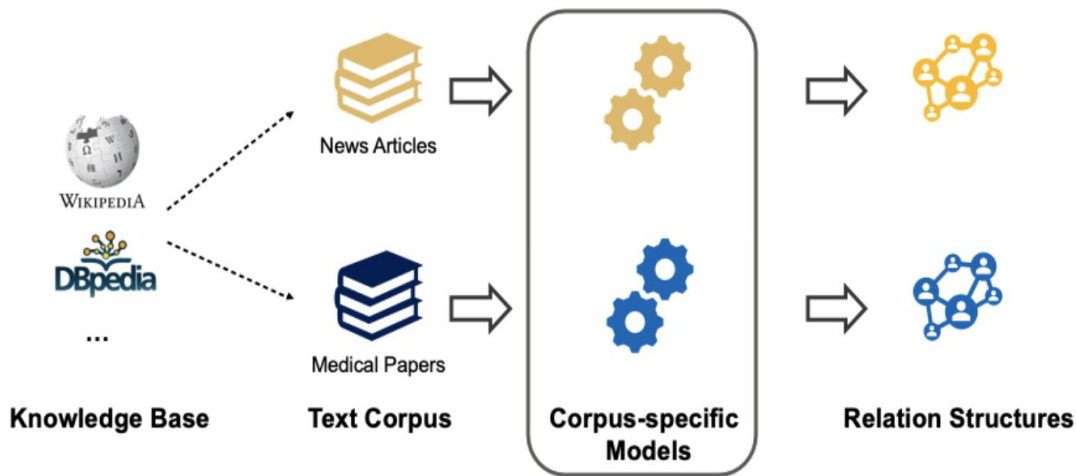 News Articles
WIKIPEDIA
DBpedia
...
Medical Papers
Knowledge Base
Text Corpus
Corpus-specific
Models
Relation Structures